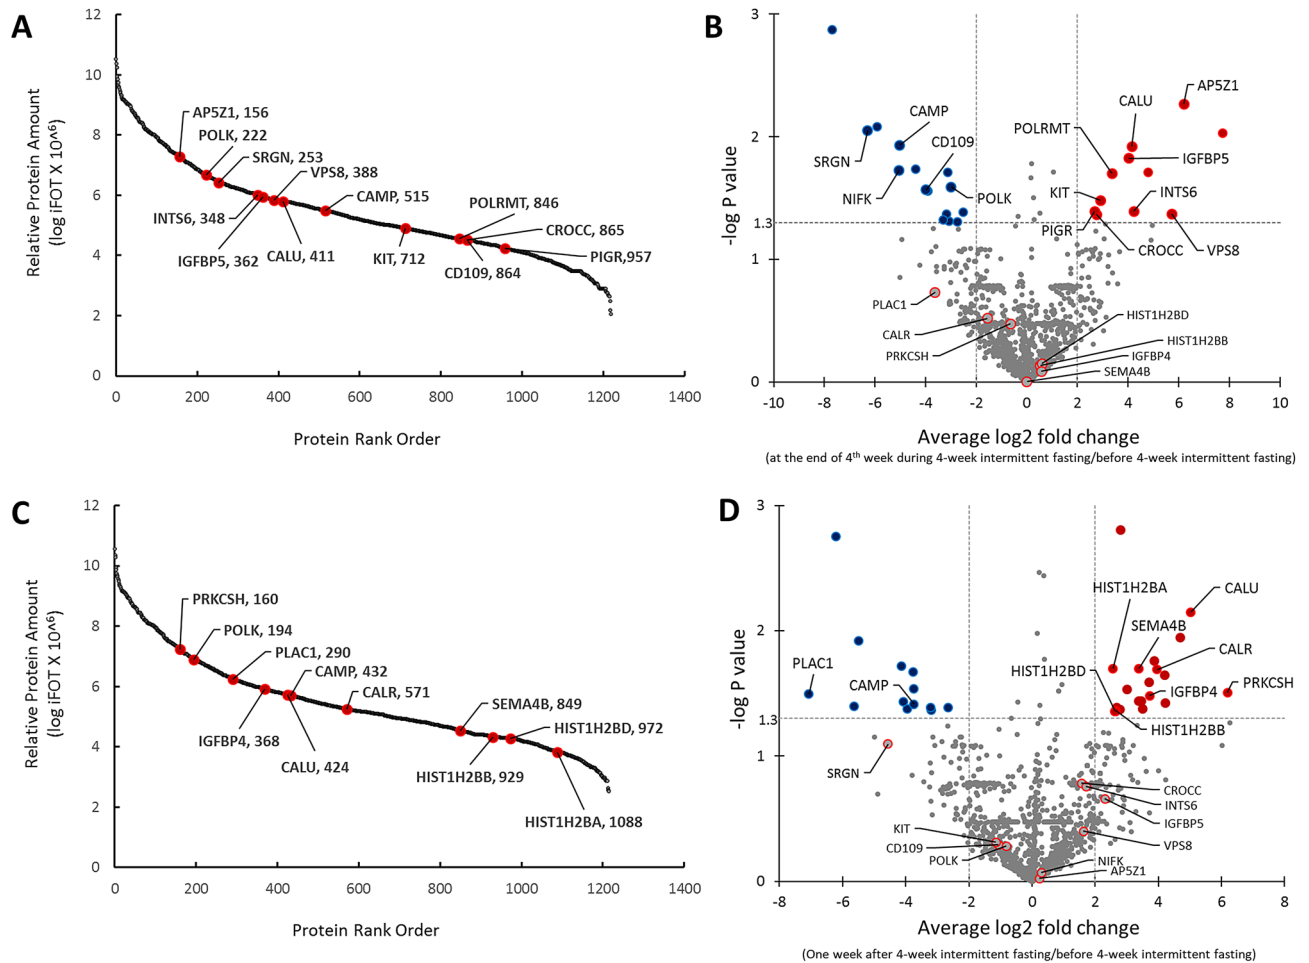 A
12
10
8
6
4
2
0
Relative Protein Amount
(log iFOT X 10^6)
AP5Z1, 156
POLK, 222
SRGN, 253
VPS8, 388
CAMP, 515
INTS6, 348
IGFBP5, 362
CALU, 411
KIT, 712
POLRMT, 846
CROCC, 865
CD109, 864
PIGR,957
0
200
400
600
800
1000
1200
1400
Protein Rank Order
B
3
2
1.3
1
0
-log P value
AP5Z1
CALU
CAMP
POLRMT
CD109
SRGN
IGFBP5
NIFK
POLK
KIT
INTS6
PIGR
CROCC
VPS8
PLAC1
CALR
PRKCSH
HIST1H2BD
HIST1H2BB
IGFBP4
SEMA4B
-10
-8
-6
-4
-2
0
2
4
6
8
10
Average log2 fold change
(at the end of 4th week during 4-week intermittent fasting/before 4-week intermittent fasting)
C
12
10
8
6
4
2
0
Relative Protein Amount
(log iFOT X 10^6)
PRKCSH, 160
POLK, 194
PLAC1, 290
CAMP, 432
CALR, 571
IGFBP4, 368
CALU, 424
SEMA4B, 849
HIST1H2BD, 972
HIST1H2BB, 929
HIST1H2BA, 1088
0
200
400
600
800
1000
1200
1400
Protein Rank Order
D
3
2
1.3
1
0
-log P value
HIST1H2BA
CALU
SEMA4B
CALR
PLAC1
HIST1H2BD
CAMP
IGFBP4
PRKCSH
HIST1H2BB
SRGN
CROCC
INTS6
IGFBP5
KIT
CD109
VPS8
POLK
NIFK
AP5Z1
-8
-6
-4
-2
0
2
4
6
8
Average log2 fold change
(One week after 4-week intermittent fasting/before 4-week intermittent fasting)